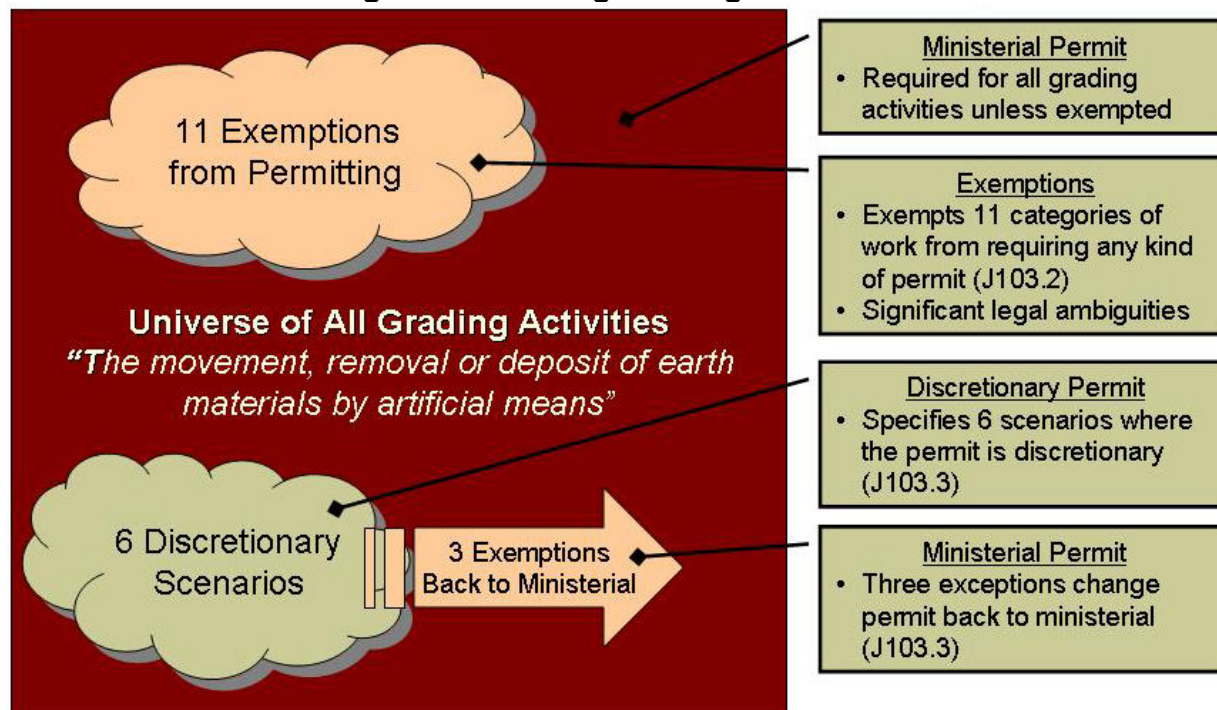 11 Exemptions
from Permitting
Universe of All Grading Activities
“The movement, removal or deposit of earth
materials by artificial means”
6 Discretionary
Scenarios
3 Exemptions
Back to Ministerial
Ministerial Permit
• Required for all grading
activities unless exempted
Exemptions
• Exempts 11 categories of
work from requiring any kind
of permit (J103.2)
• Significant legal ambiguities
Discretionary Permit
• Specifies 6 scenarios where
the permit is discretionary
(J103.3)
Ministerial Permit
• Three exceptions change
permit back to ministerial
(J103.3)